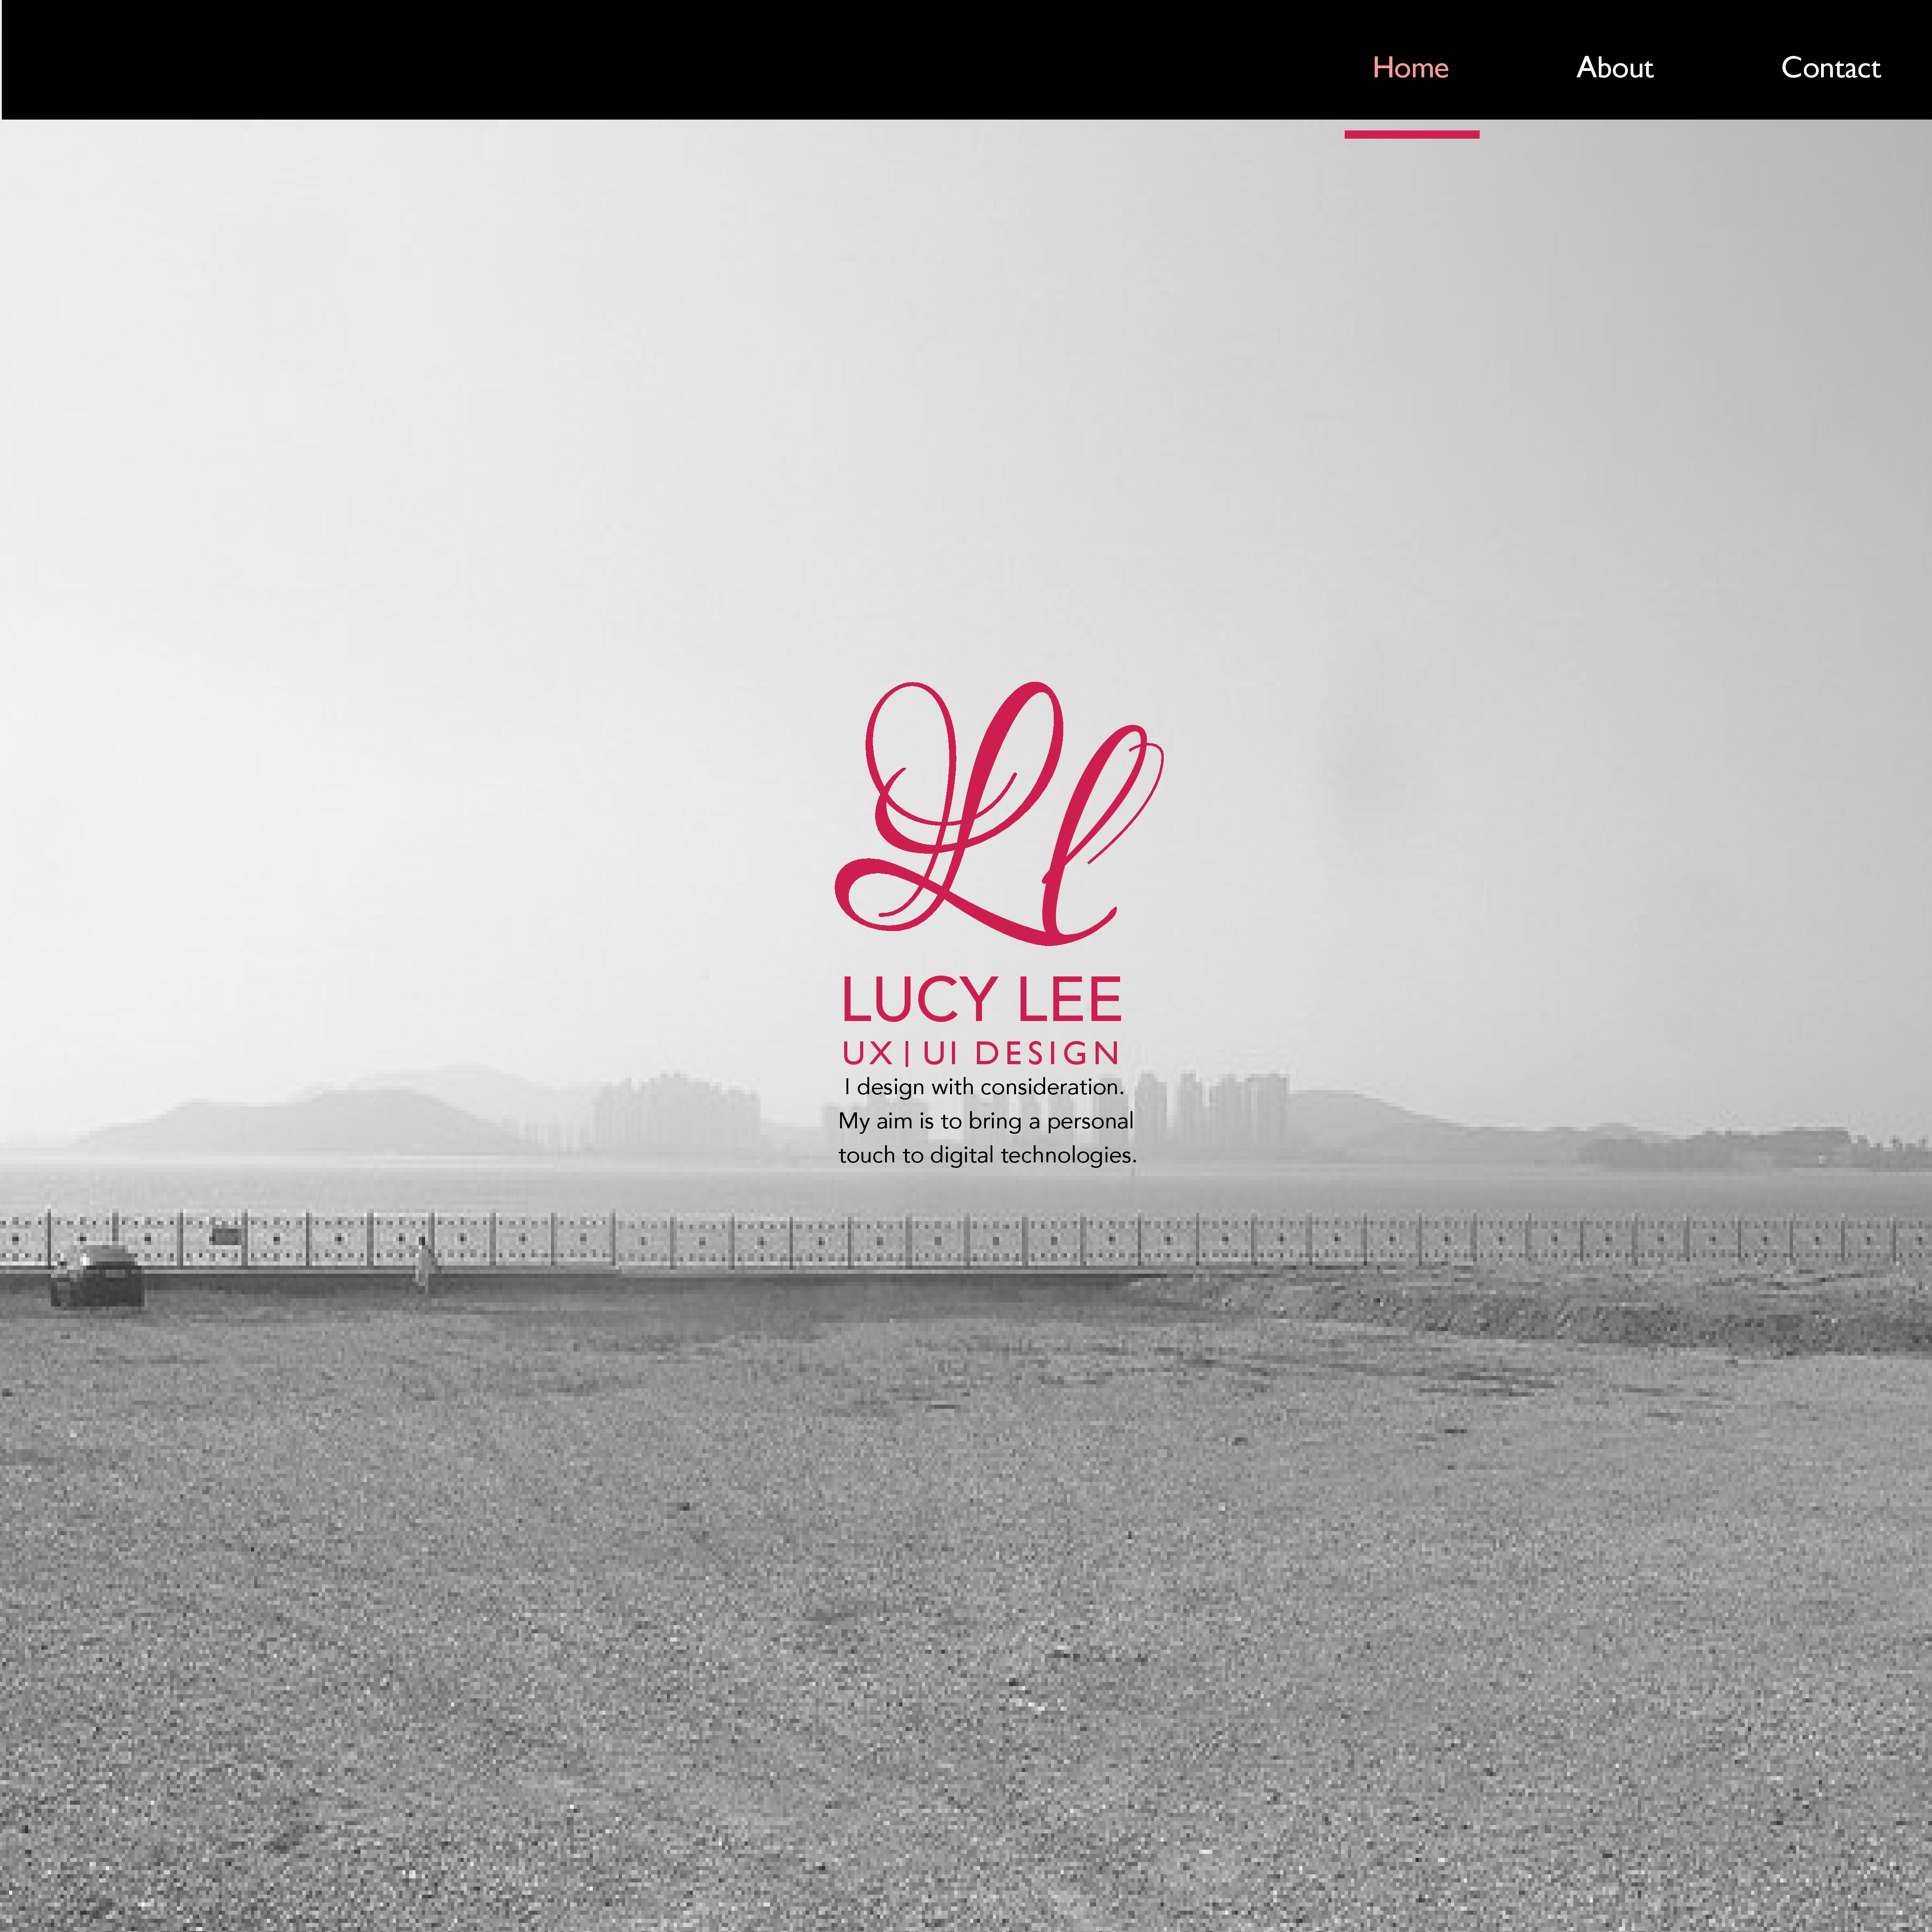 Home About Contact
Ll
LUCY LEE
UX|UI DESIGN
I design with consideration.
My aim is to bring a personal
touch to digital technologies.